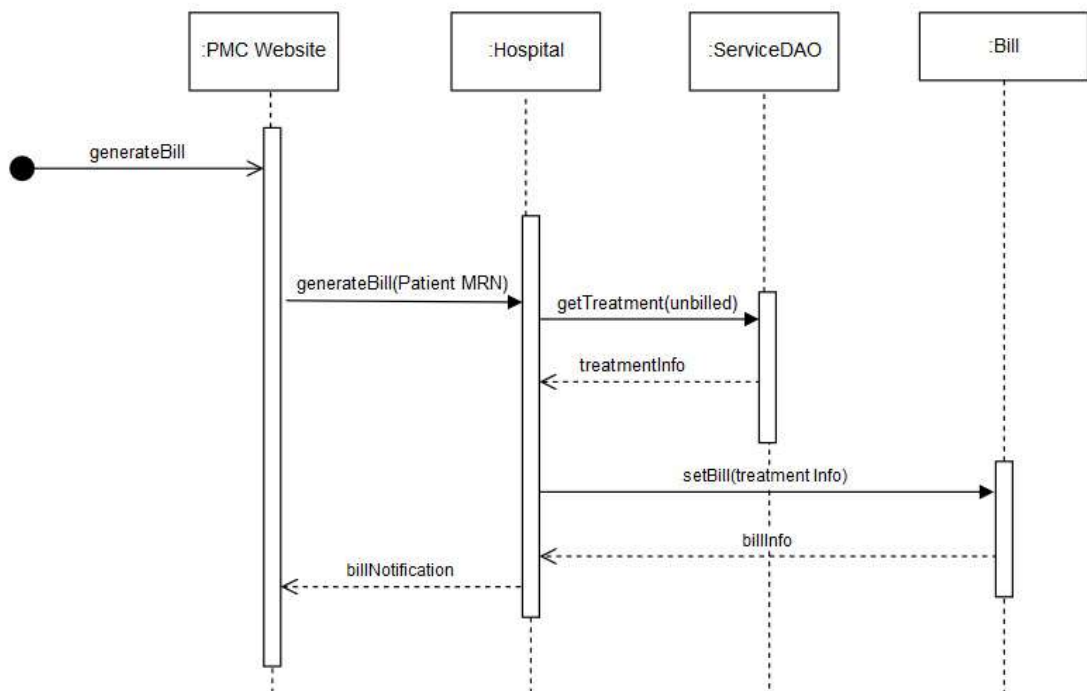 :PMC Website
:Hospital
:ServiceDAO
:Bill
generateBill
generateBill(Patient MRN)
getTreatment(unbilled)
treatmentInfo
setBill(treatment Info)
billInfo
billNotification